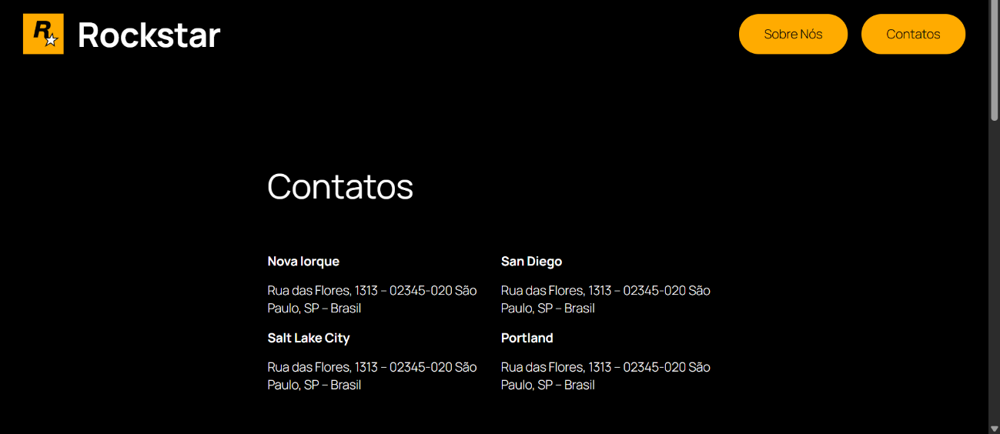 R
Rockstar
Sobre Nós
Contatos
Contatos
Nova Iorque
Rua das Flores, 1313 – 02345-020 São
Paulo, SP – Brasil
San Diego
Rua das Flores, 1313 – 02345-020 São
Paulo, SP – Brasil
Salt Lake City
Rua das Flores, 1313 – 02345-020 São
Paulo, SP – Brasil
Portland
Rua das Flores, 1313 – 02345-020 São
Paulo, SP – Brasil